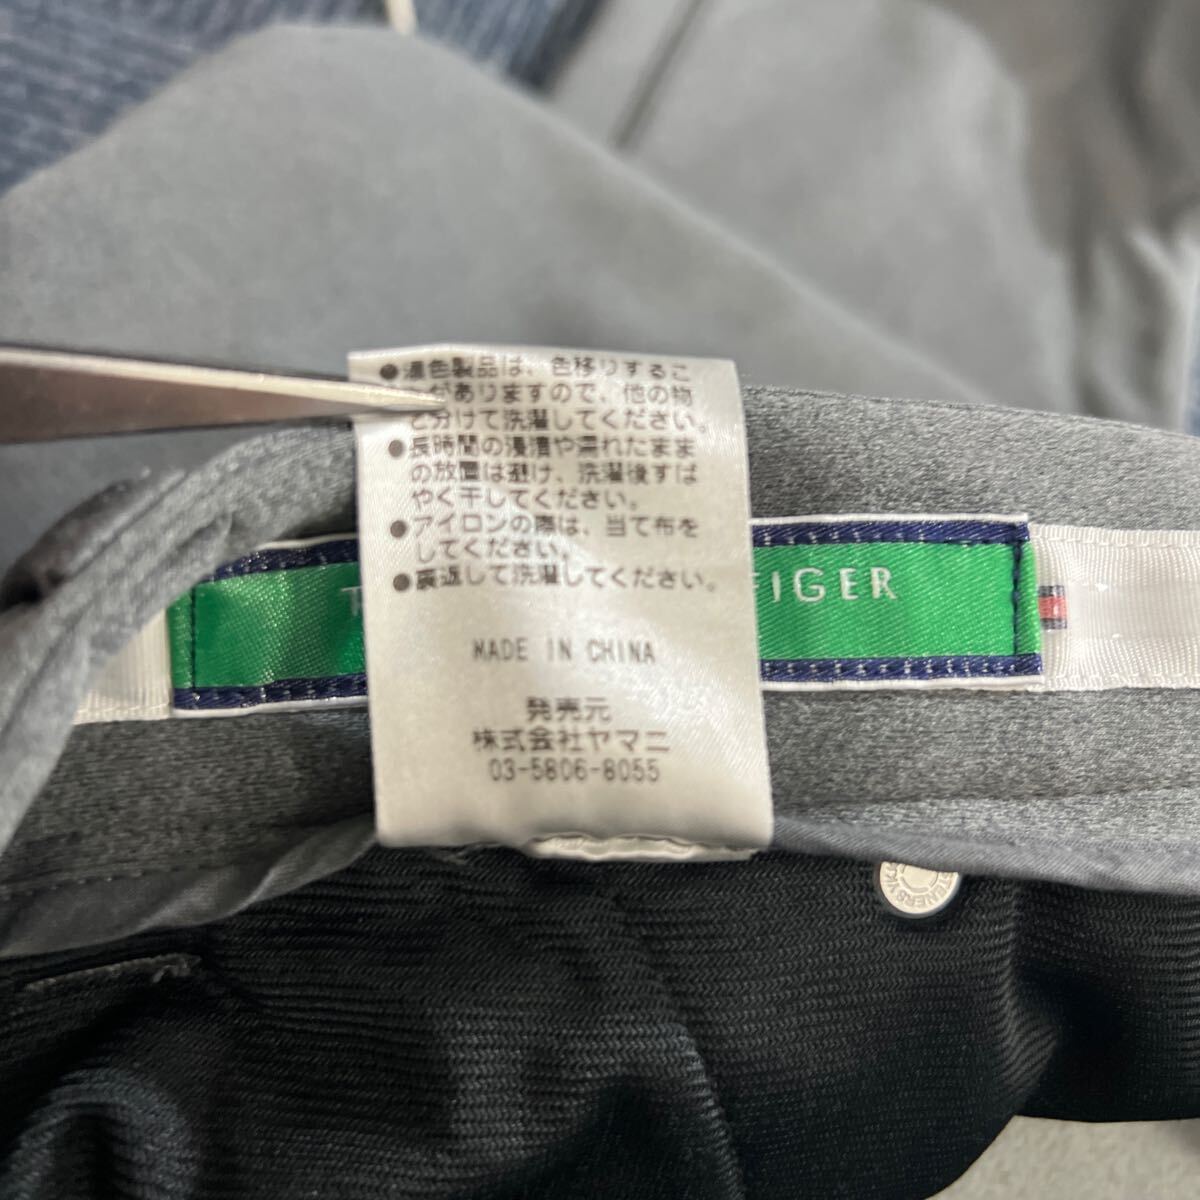 ●濃色製品は、色移りするこ
がありますので、他の物
と分けて洗濯してください。
●長時間の浸漬や濡れたまま
の放置は避け、洗濯後すば
やく干してください。
●アイロンの際は、当て布を
してください。
●裏返して洗濯してください。
MADE IN CHINA
発売元
株式会社ヤマニ
03-5806-8055
T
FIGER